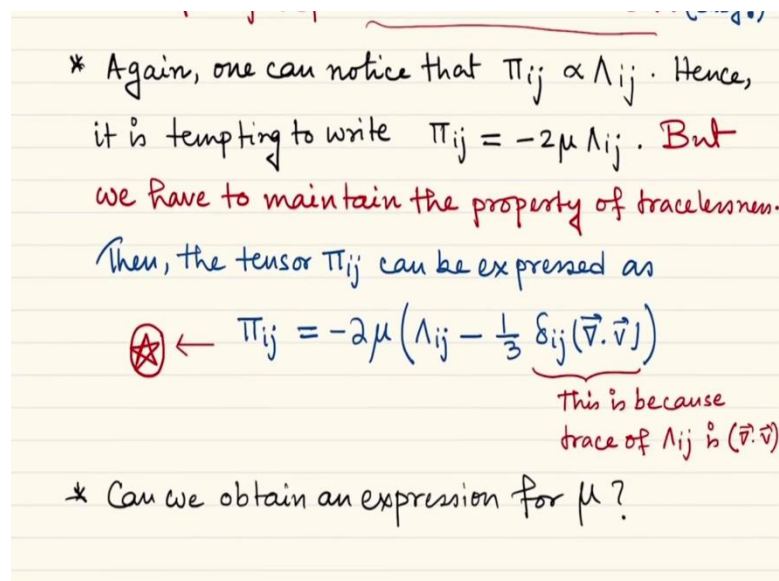 * Again, one can notice that Πij ∝ Λij. Hence,
it is tempting to write Πij = -2μ Λij. But
we have to maintain the property of tracelessness.
Then, the tensor Πij can be expressed as
← Πij = -2μ(Λij - 1/3 δij(∇⃗.v⃗))
This is because
trace of Λij is (∇⃗.v⃗)
* Can we obtain an expression for μ?